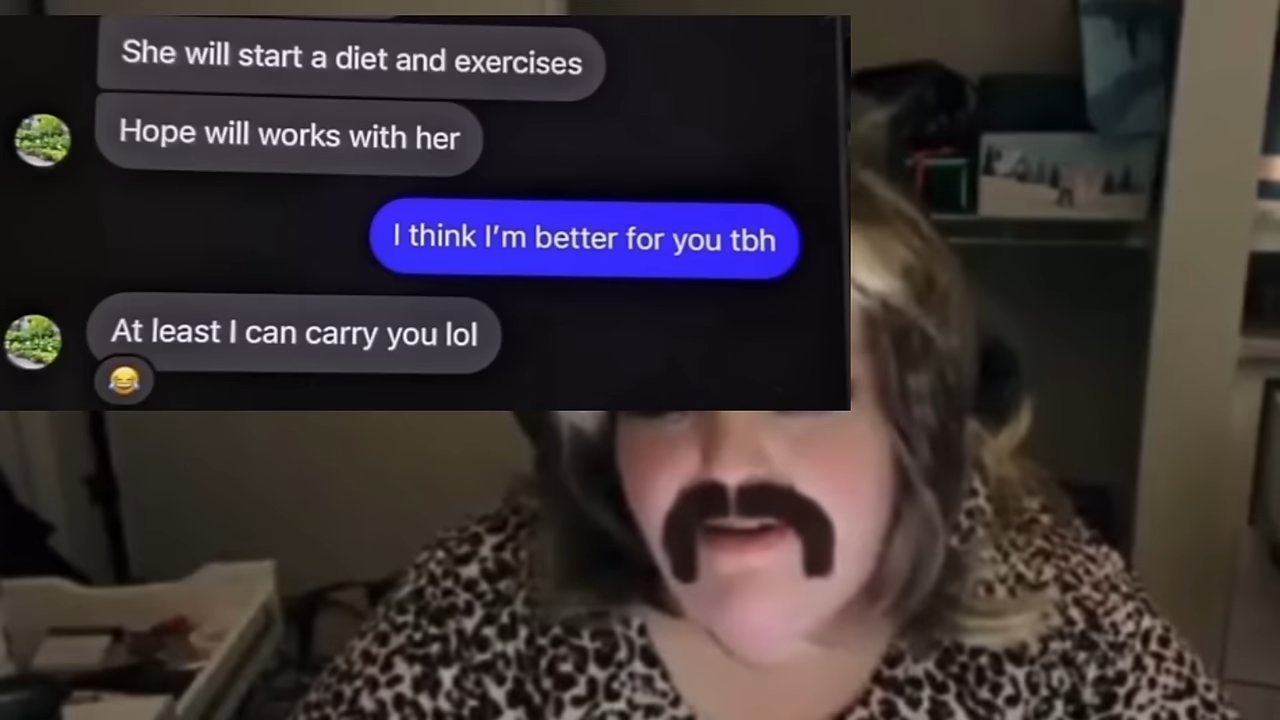 She will start a diet and exercises
Hope will works with her
I think I'm better for you tbh
At least I can carry you lol